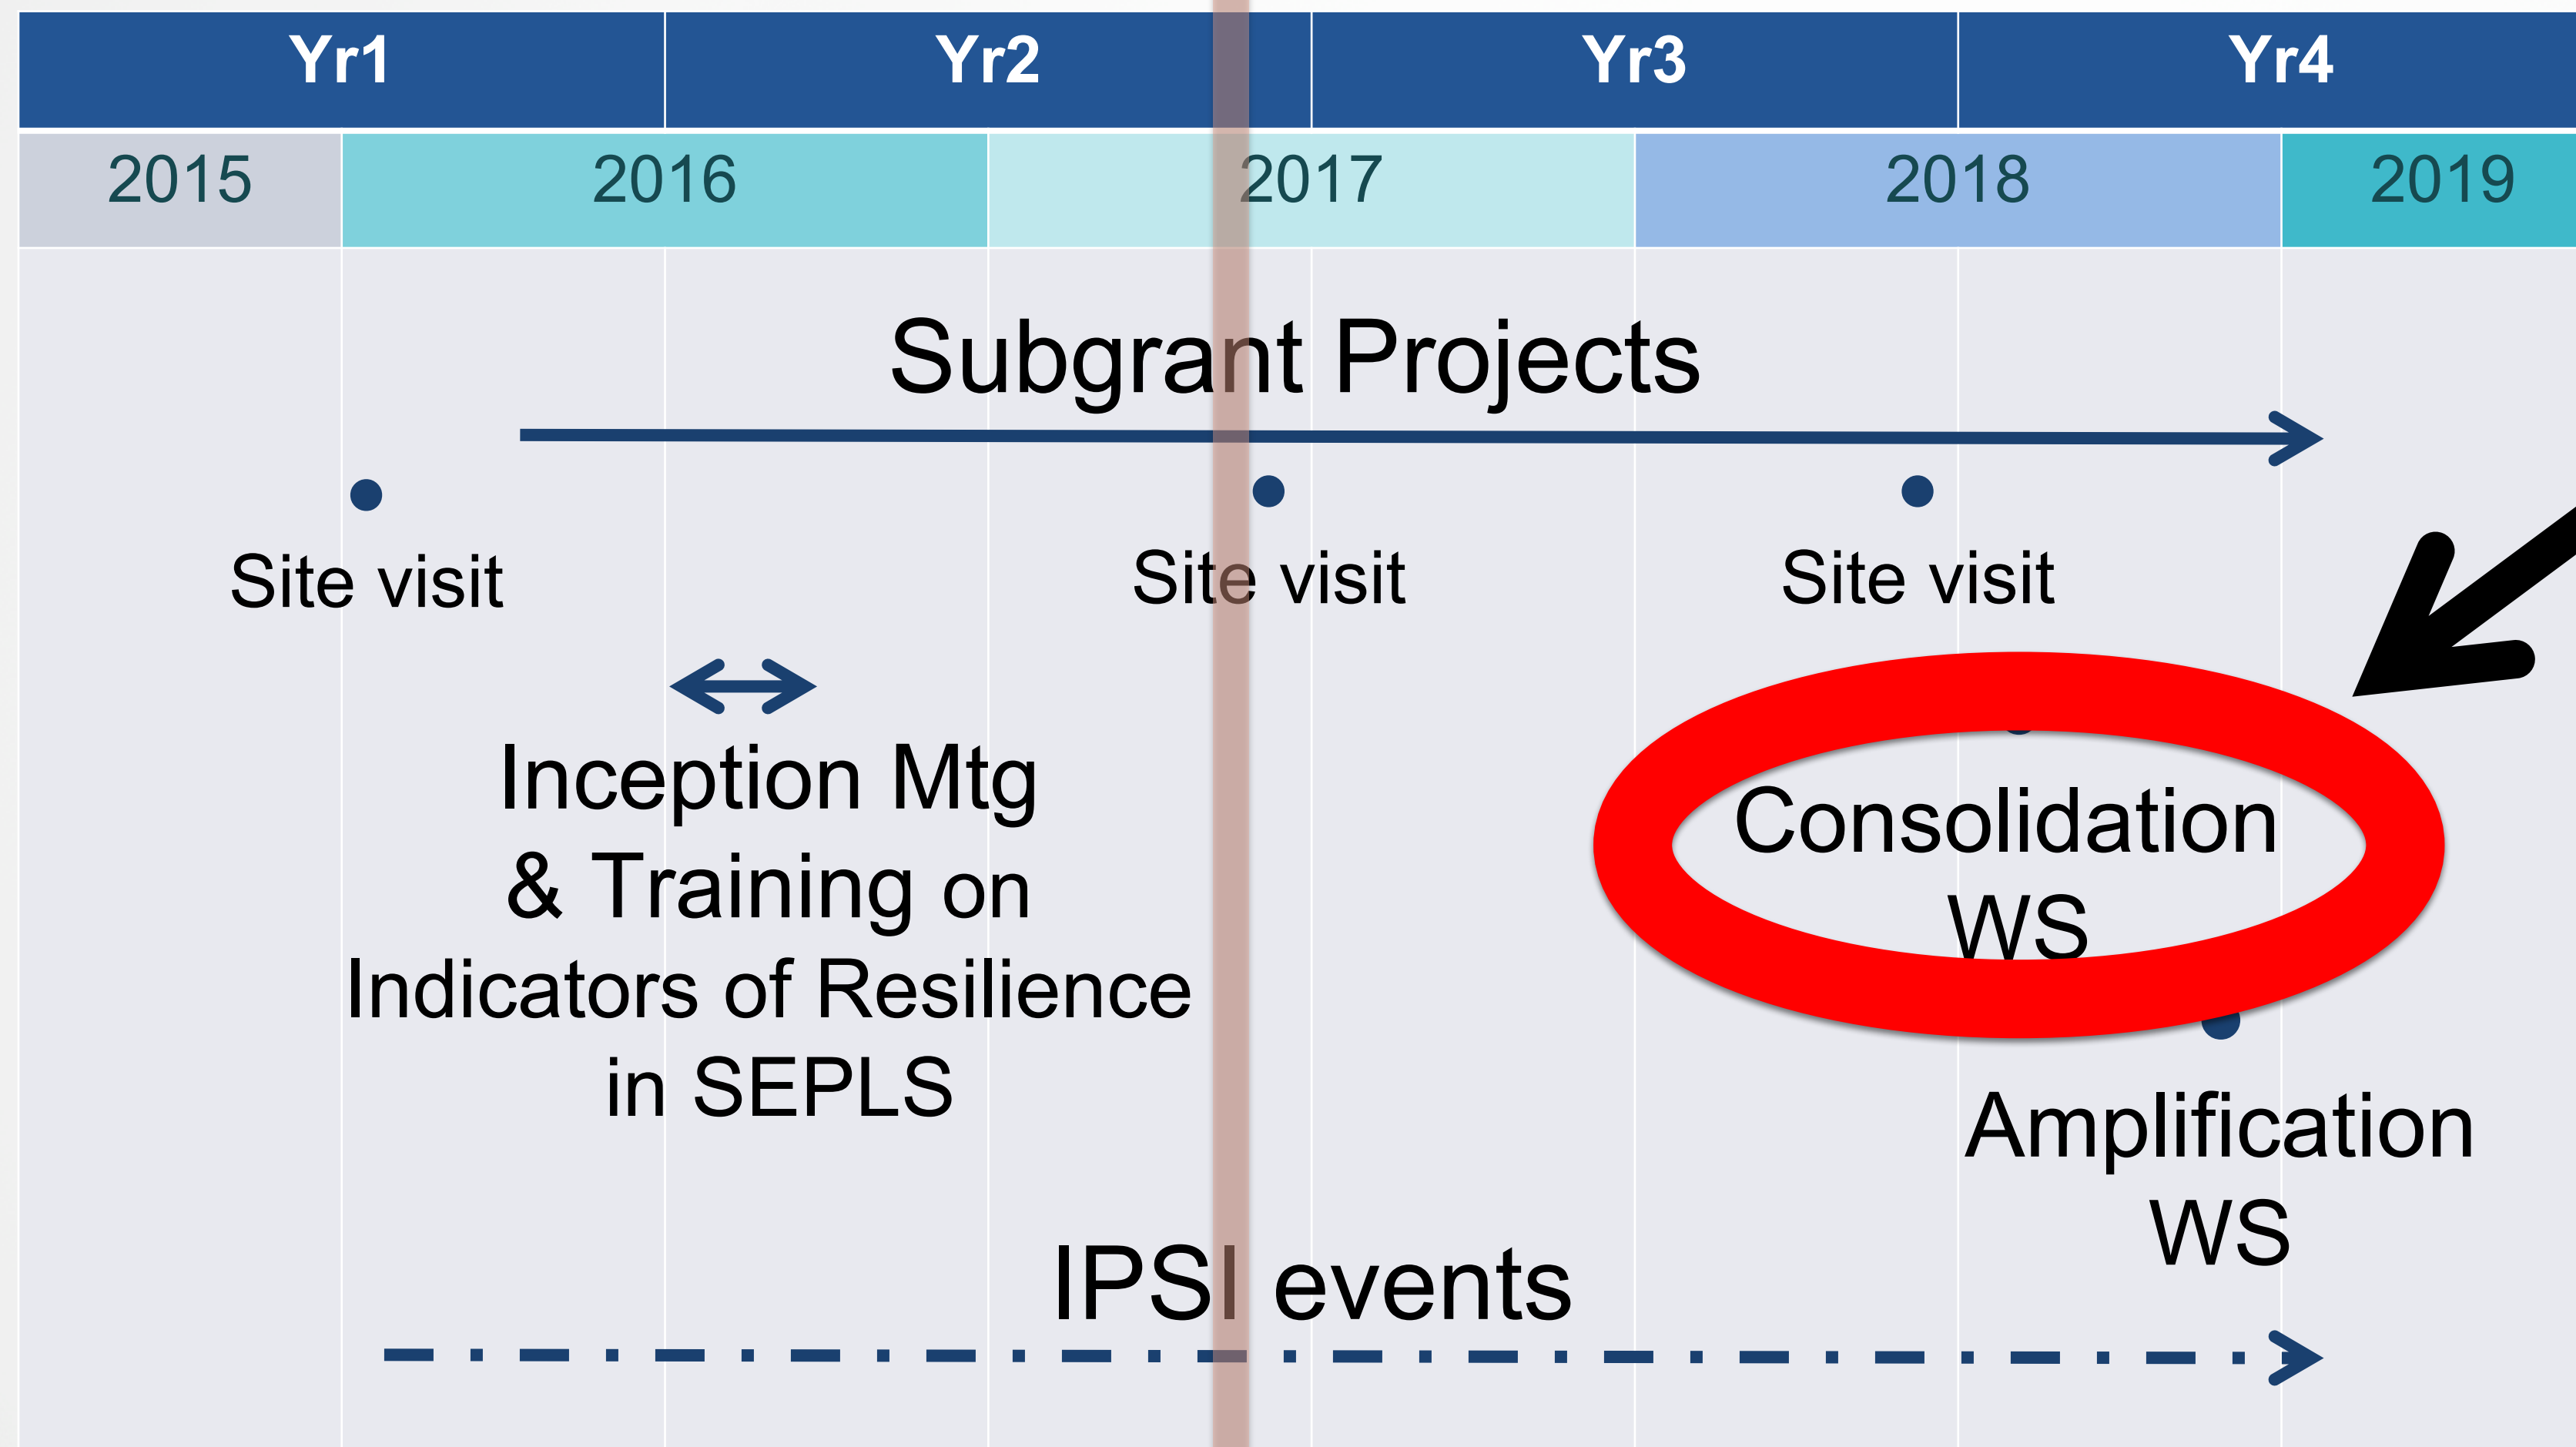 Yr1 Yr2 Yr3 Yr4
2015 2016 2017 2018 2019
Subgrant Projects
Site visit Site visit Site visit
Inception Mtg
& Training on
Indicators of Resilience
in SEPLS
Consolidation
WS
Amplification
WS
IPSI events